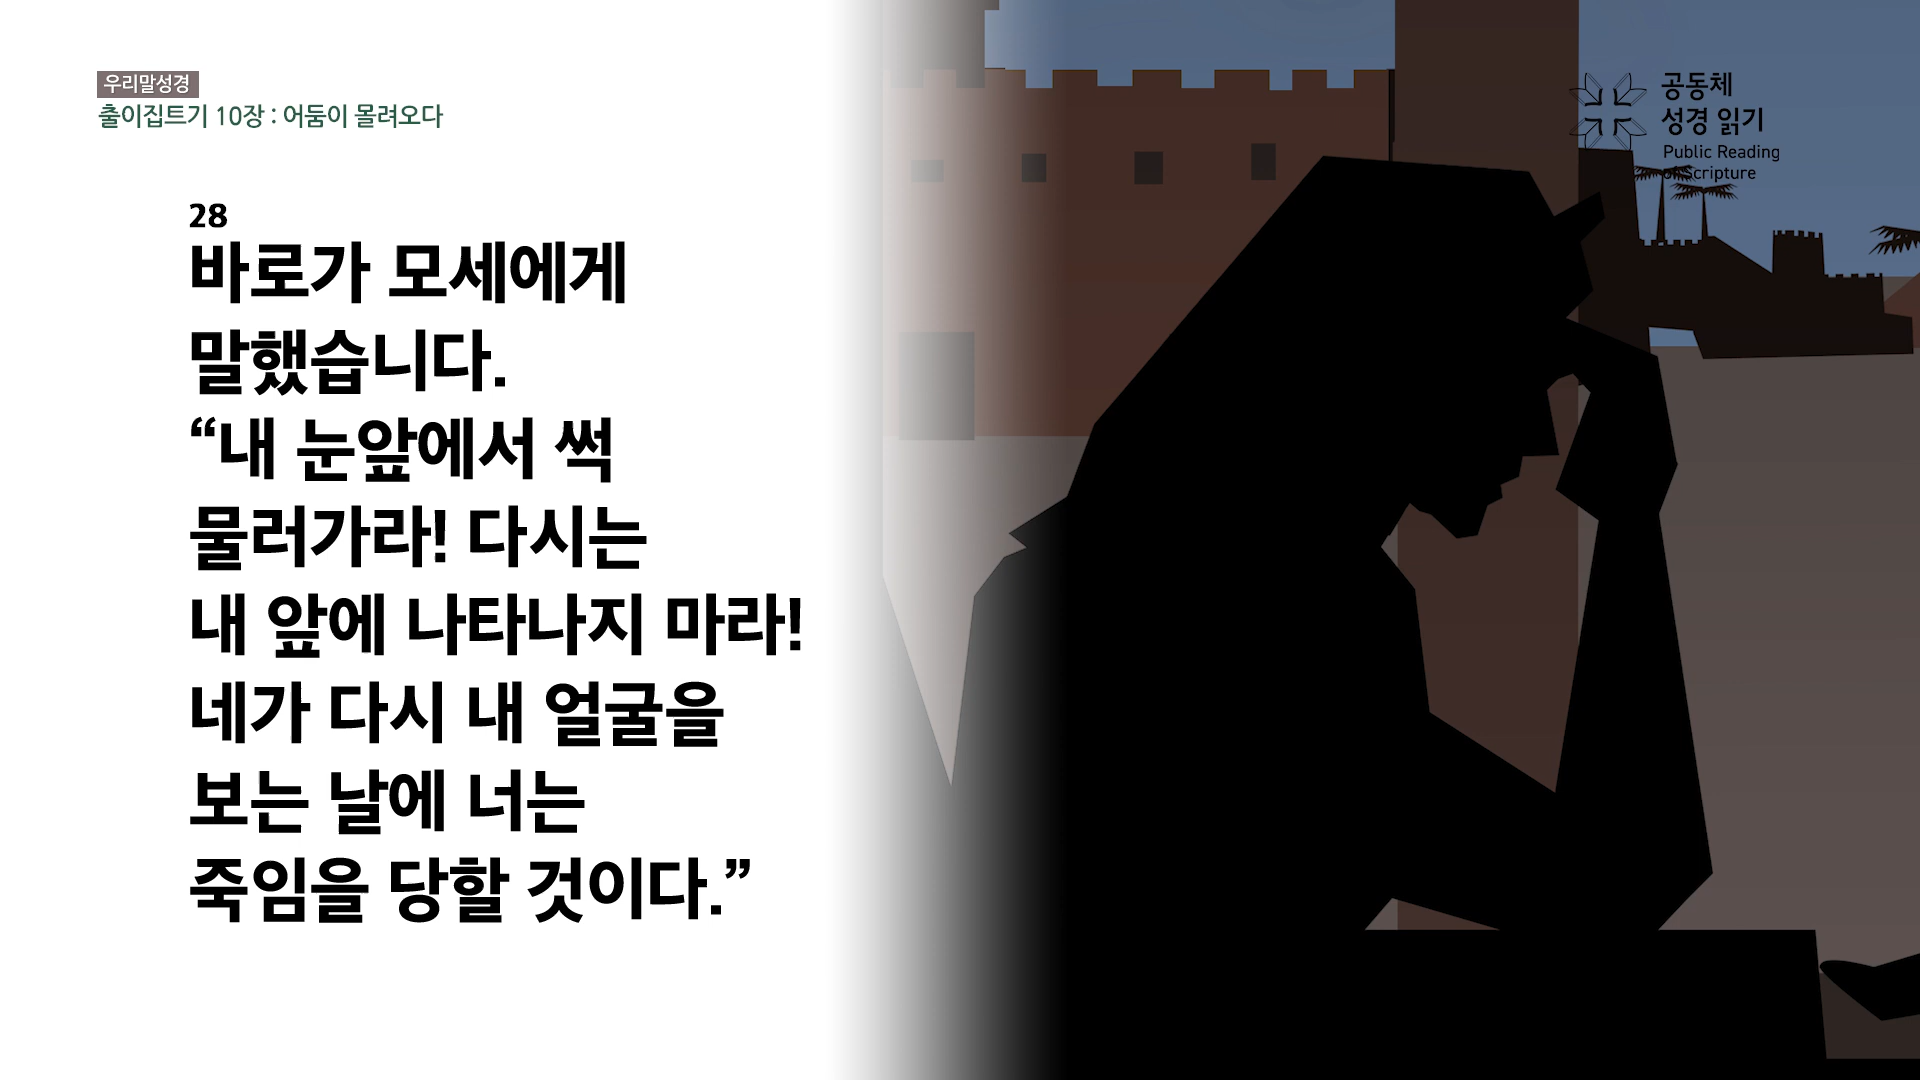 우리말성경
출이집트기 10장 : 어둠이 몰려오다
공동체
성경 읽기
Public Reading
of Scripture
28
바로가 모세에게
말했습니다.
“내 눈앞에서 썩
물러가라! 다시는
내 앞에 나타나지 마라!
네가 다시 내 얼굴을
보는 날에 너는
죽임을 당할 것이다.”